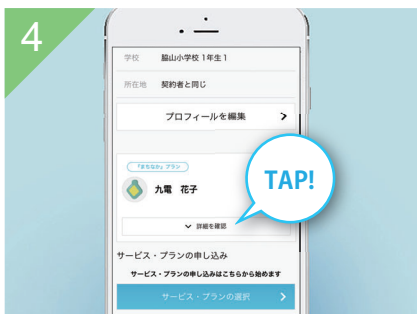 4
学校 脇山小学校 1年生1
所在地 契約者と同じ
プロフィールを編集
『まちなか』プラン
九電 花子
TAP!
詳細を確認
サービス・プランの申し込み
サービス・プランの申し込みはこちらから始めます
サービス・プランの選択